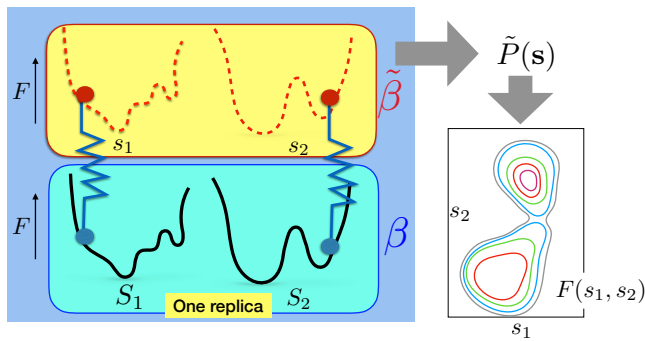 F
s₁
s₂
β̃
P̃(s)
F
S₁
S₂
β
One replica
s₂
F(s₁, s₂)
s₁